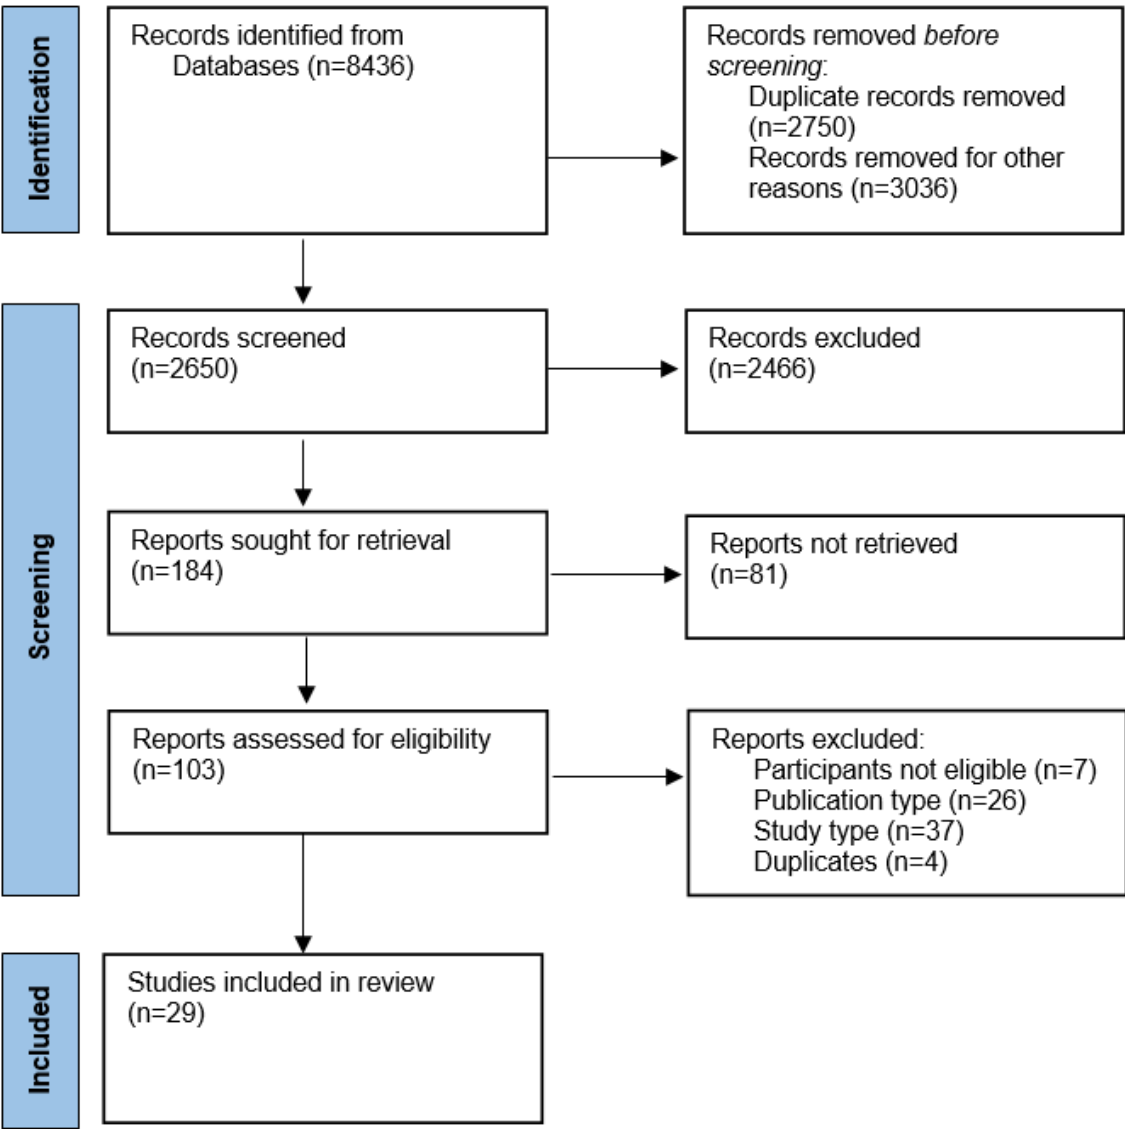 Identification
Records identified from
Databases (n=8436)
Records removed before
screening:
Duplicate records removed
(n=2750)
Records removed for other
reasons (n=3036)
Screening
Records screened
(n=2650)
Records excluded
(n=2466)
Reports sought for retrieval
(n=184)
Reports not retrieved
(n=81)
Reports assessed for eligibility
(n=103)
Reports excluded:
Participants not eligible (n=7)
Publication type (n=26)
Study type (n=37)
Duplicates (n=4)
Included
Studies included in review
(n=29)